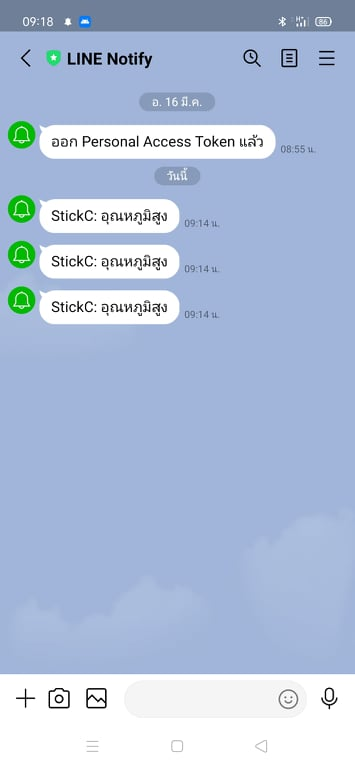 09:18
86
LINE Notify
อ. 16 มี.ค.
ออก Personal Access Token แล้ว
08:55 น.
วันนี้
StickC: อุณหภูมิสูง
09:14 น.
StickC: อุณหภูมิสูง
09:14 น.
StickC: อุณหภูมิสูง
09:14 น.